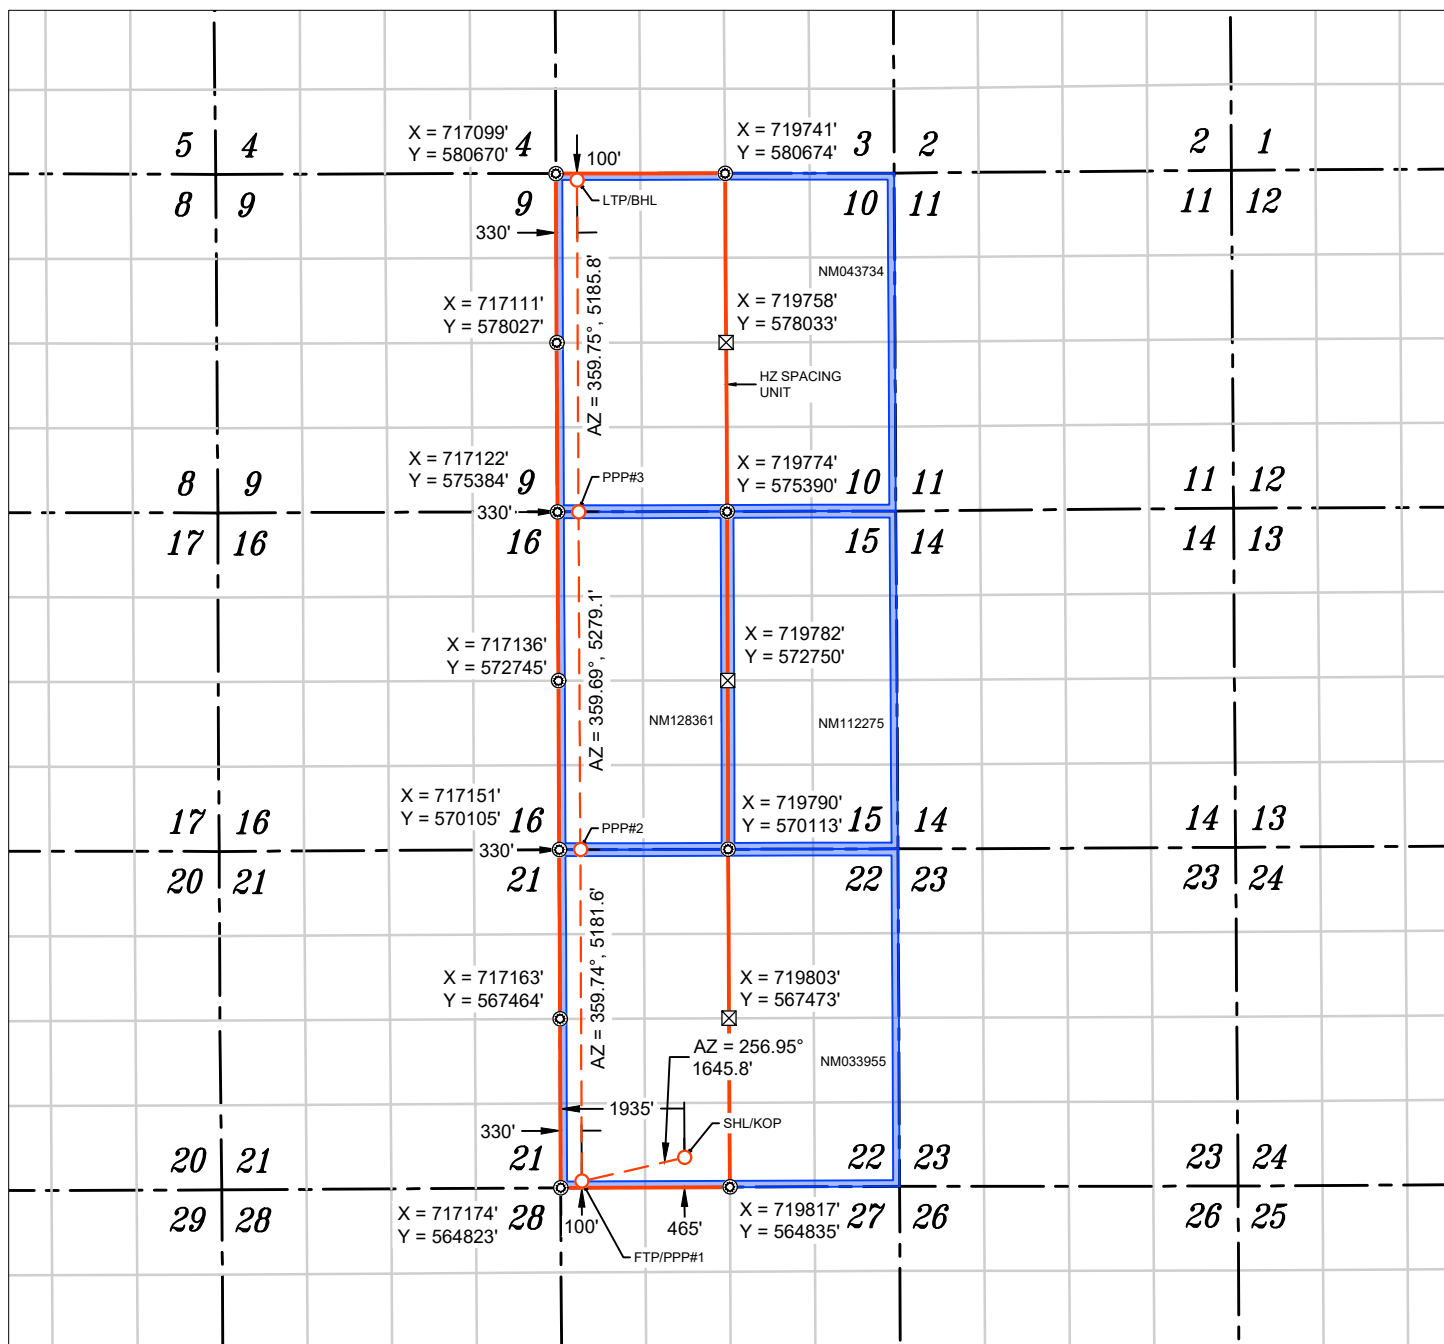 X = 717099'
Y = 580670'
X = 719741'
Y = 580674'
5 4
4
3 2
2 1
100'
8 9
9
LTP/BHL
10 11
11 12
330'
AZ = 359.75°, 5185.8'
NM043734
X = 717111'
Y = 578027'
X = 719758'
Y = 578033'
HZ SPACING
UNIT
X = 717122'
Y = 575384'
X = 719774'
Y = 575390'
8 9
9
PPP#3
10 11
11 12
330'
17 16
16
15 14
14 13
AZ = 359.69°, 5279.1'
X = 717136'
Y = 572745'
X = 719782'
Y = 572750'
NM128361
NM112275
X = 717151'
Y = 570105'
X = 719790'
Y = 570113'
17 16
16
PPP#2
15 14
14 13
330'
20 21
21
22 23
23 24
AZ = 359.74°, 5181.6'
X = 717163'
Y = 567464'
X = 719803'
Y = 567473'
AZ = 256.95°
1645.8'
NM033955
1935'
SHL/KOP
330'
20 21
21
22 23
23 24
29 28
X = 717174'
Y = 564823'
28
100'
465'
X = 719817'
Y = 564835'
27 26
26 25
FTP/PPP#1